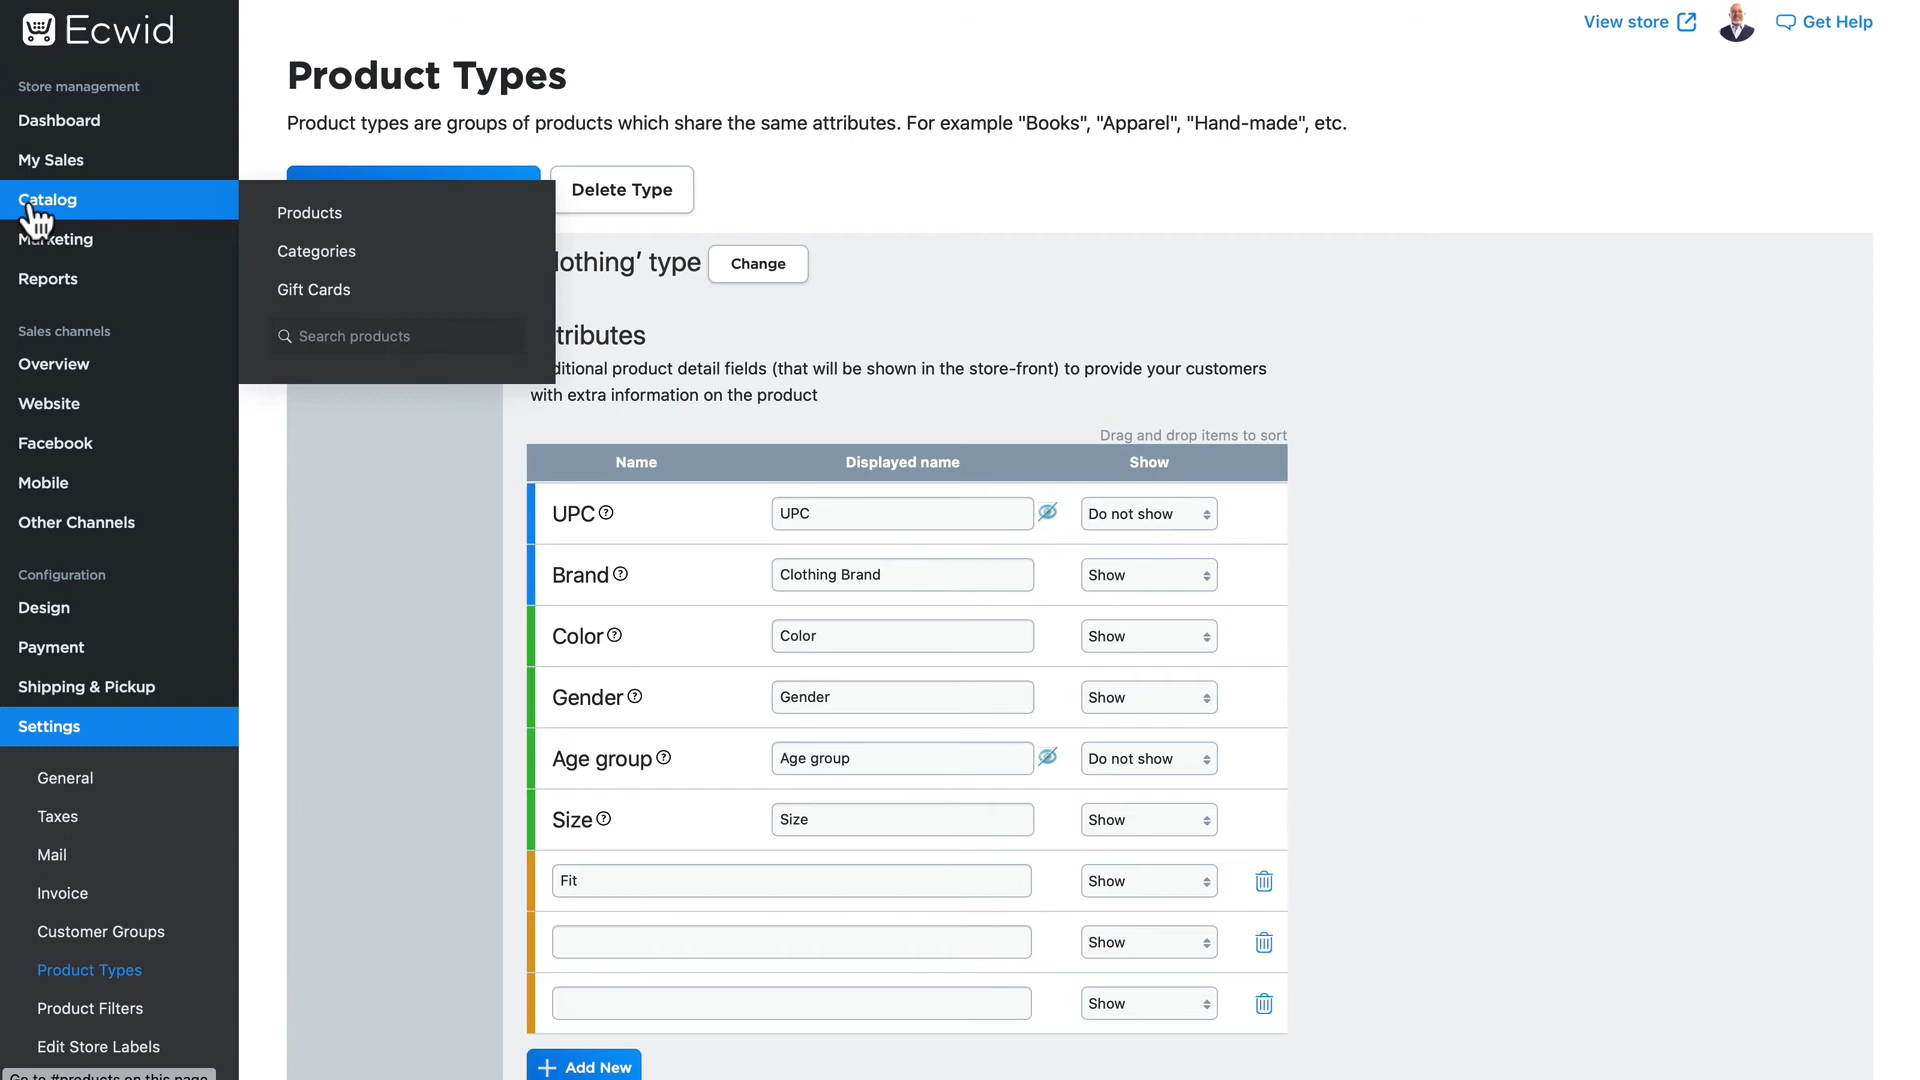 Ecwid
View store
Get Help
Store management
Dashboard
My Sales
Catalog
Marketing
Reports
Sales channels
Overview
Website
Facebook
Mobile
Other Channels
Configuration
Design
Payment
Shipping & Pickup
Settings
General
Taxes
Mail
Invoice
Customer Groups
Product Types
Product Filters
Edit Store Labels
Go to #products on this page
Products
Categories
Gift Cards
Search products
Product Types
Product types are groups of products which share the same attributes. For example "Books", "Apparel", "Hand-made", etc.
Delete Type
lothing’ type
Change
tributes
ditional product detail fields (that will be shown in the store-front) to provide your customers
with extra information on the product
Drag and drop items to sort
Name Displayed name Show
UPC UPC Do not show
Brand Clothing Brand Show
Color Color Show
Gender Gender Show
Age group Age group Do not show
Size Size Show
Fit Show
Show
Show
Add New